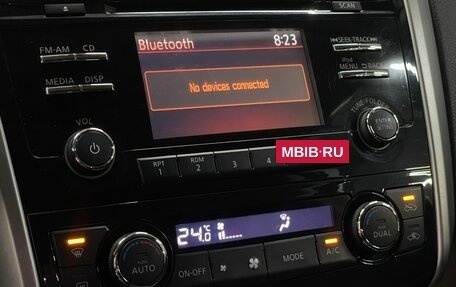 SCAN
FM·AM CD
Bluetooth 8:23
SEEK·TRACK
iPod
MENU BACK
MEDIA DISP
No devices connected
TUNE·FOLDER
VOL
ENTER
SETTING
RPT
1
RDM
2
3
4
MBIB.RU
24.0°C
AUTO
ON·OFF
MODE
A/C
DUAL